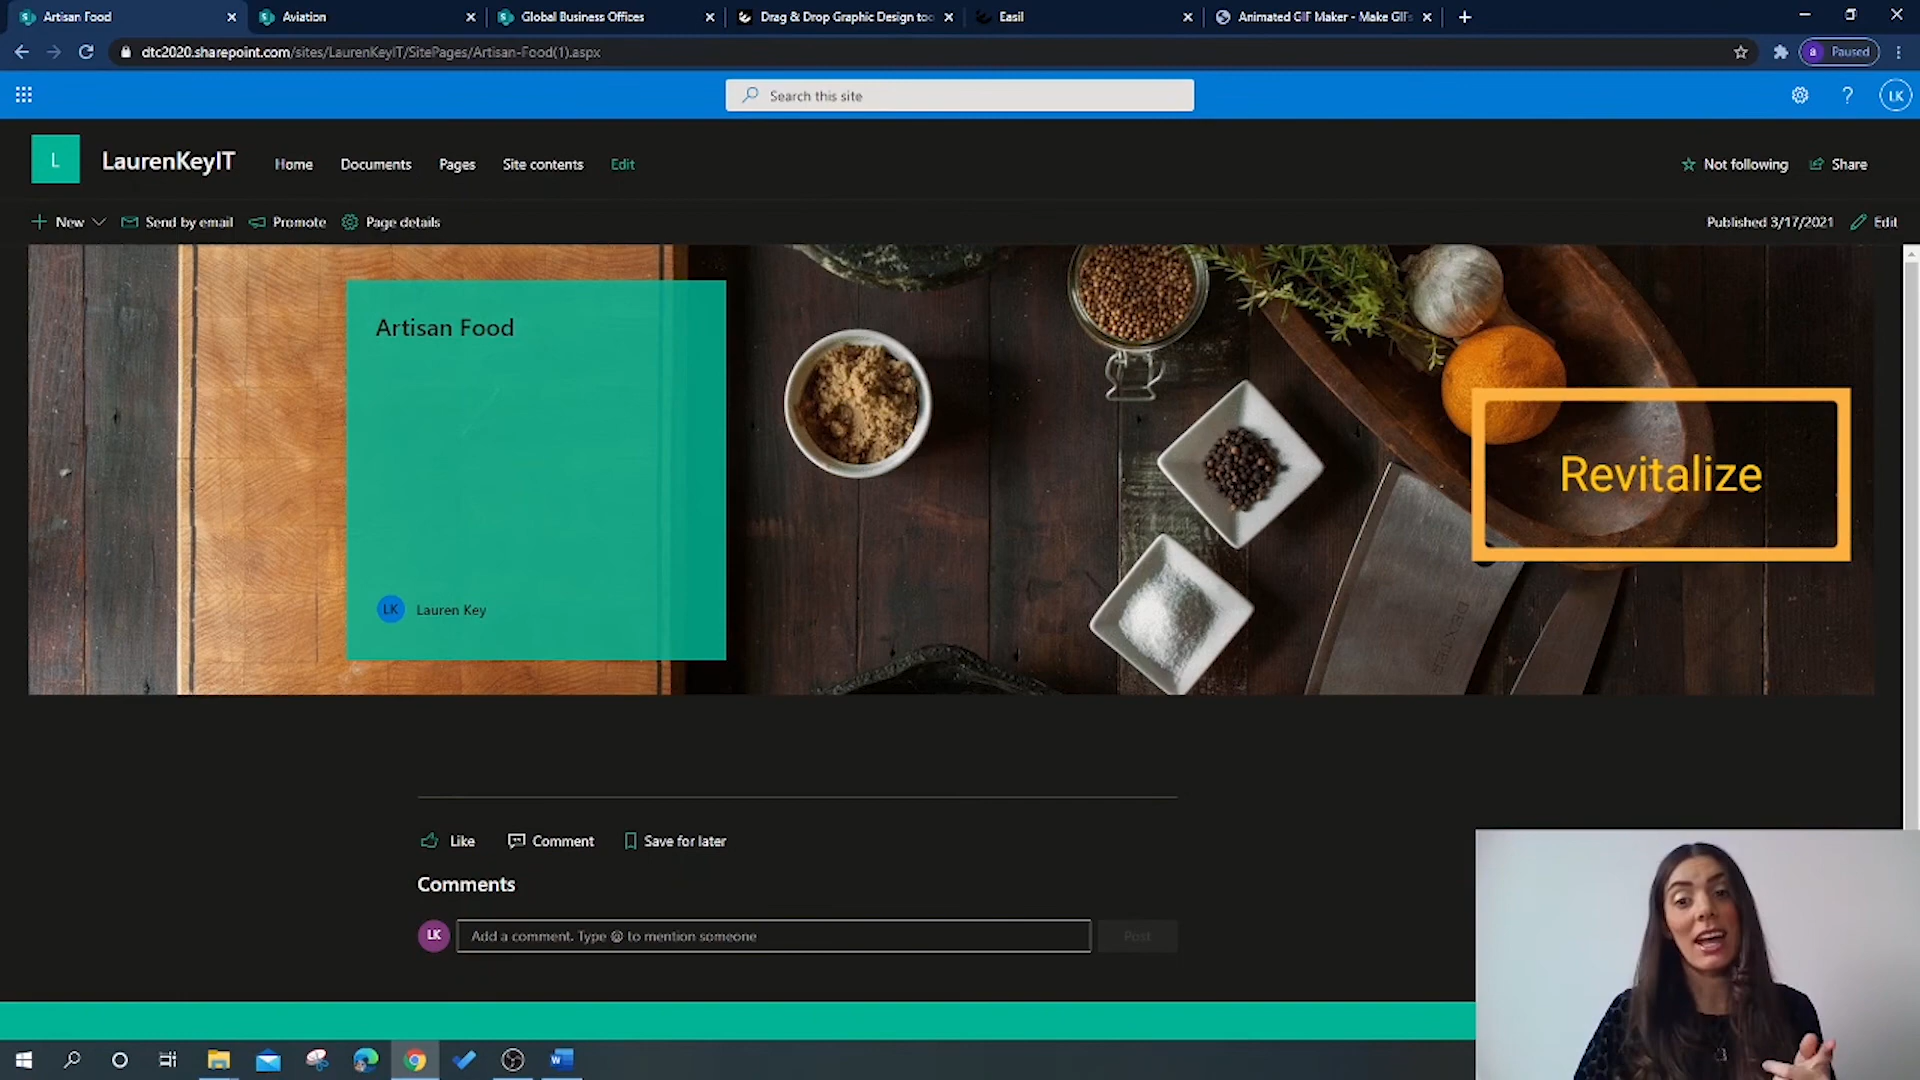 Artisan Food
Aviation
Global Business Offices
Drag & Drop Graphic Design too
Easil
Animated GIF Maker - Make GIFs
dtc2020.sharepoint.com/sites/LaurenKeyIT/SitePages/Artisan-Food(1).aspx
a Paused
Search this site
? LK
L LaurenKeyIT Home Documents Pages Site contents Edit
Not following Share
New Send by email Promote Page details
Published 3/17/2021 Edit
Artisan Food
Revitalize
LK Lauren Key
DEXTER
Like Comment Save for later
Comments
LK Add a comment. Type @ to mention someone Post